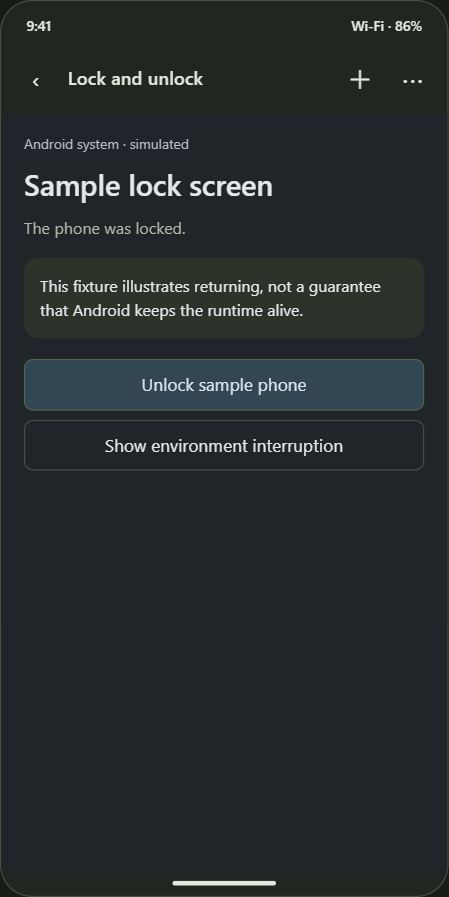 9:41
Wi-Fi · 86%
‹ Lock and unlock + ...
Android system · simulated
Sample lock screen
The phone was locked.
This fixture illustrates returning, not a guarantee
that Android keeps the runtime alive.
Unlock sample phone
Show environment interruption